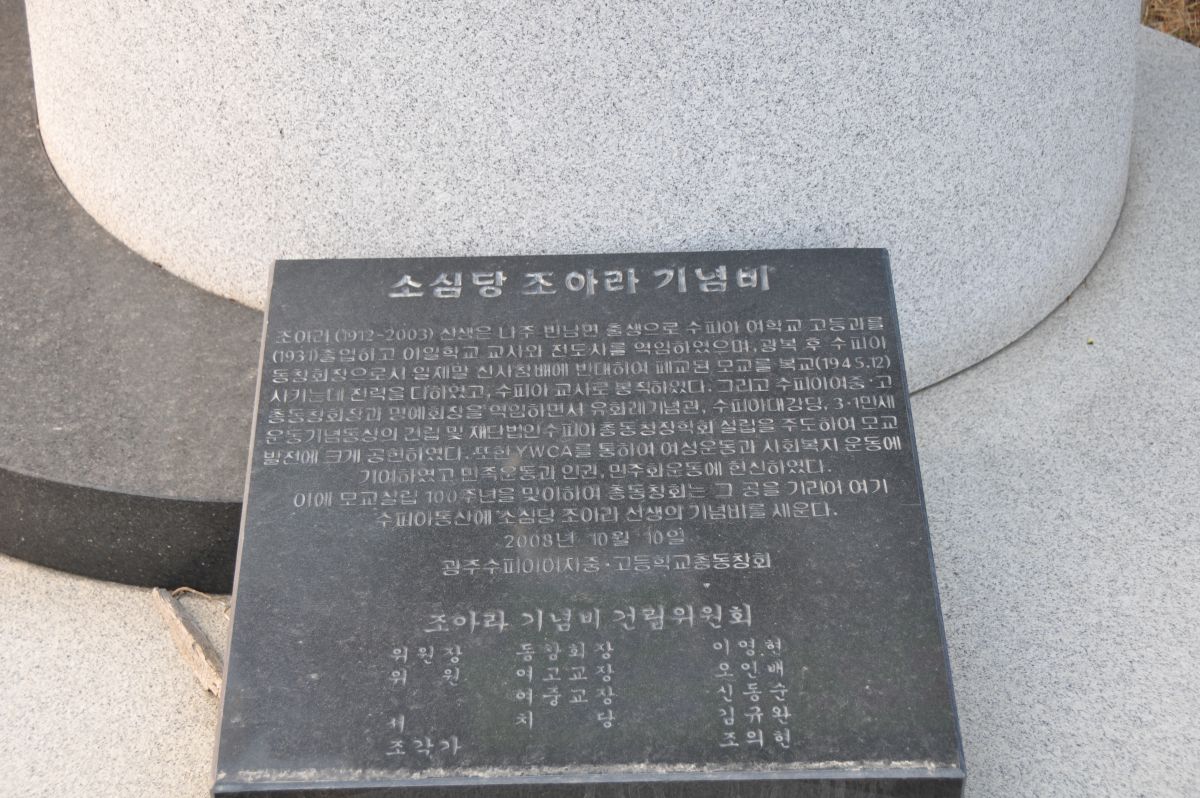 소심당 조아라 기념비
조아라 (1912-2003) 선생은 나주 반남면 출생으로 수피아 여학교 고등과를
(1931)졸업하고 이일학교 교사와 전도사를 역임하였으며, 광복 후 수피아
동창회장으로서 일제말 신사참배에 반대하여 폐교된 모교를 복교(1945.12)
시키는데 진력을 다하였고, 수피아 교사로 봉직하였다. 그리고 수피아여중·고
총동창회장과 명예회장을 역임하면서 유화례기념관, 수피아대강당, 3·1만세
운동기념동상의 건립 및 재단법인수피아총동창장학회 설립을 주도하여 모교
발전에 크게 공헌하였다. 또한 YWCA를 통하여 여성운동과 사회복지 운동에
기여하였고 민족운동과 인권, 민주화운동에 헌신하였다.
이에 모교설립 100주년을 맞이하여 총동창회는 그 공을 기리어 여기
수피아동산에 소심당 조아라 선생의 기념비를 세운다.
2008년 10월 10일
광주수피아여자중·고등학교총동창회
조아라 기념비 건립위원회
위원장 동창회장 이영현
위 원 여고교장 오인배
여중교장 신동순
서 치 당 김규완
조각가 조의현